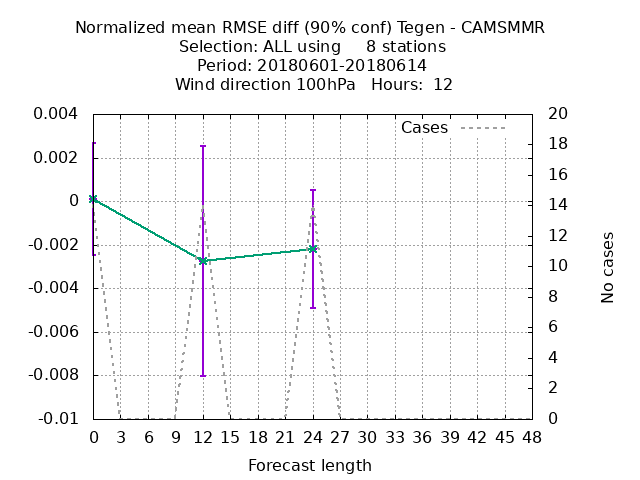 Normalized mean RMSE diff (90% conf) Tegen - CAMSMMR
Selection: ALL using     8 stations
Period: 20180601-20180614
Wind direction 100hPa   Hours:  12
Cases
0.004
0.002
0
-0.002
-0.004
-0.006
-0.008
-0.01
20
18
16
14
12
10
8
6
4
2
0
No cases
0 3 6 9 12 15 18 21 24 27 30 33 36 39 42 45 48
Forecast length